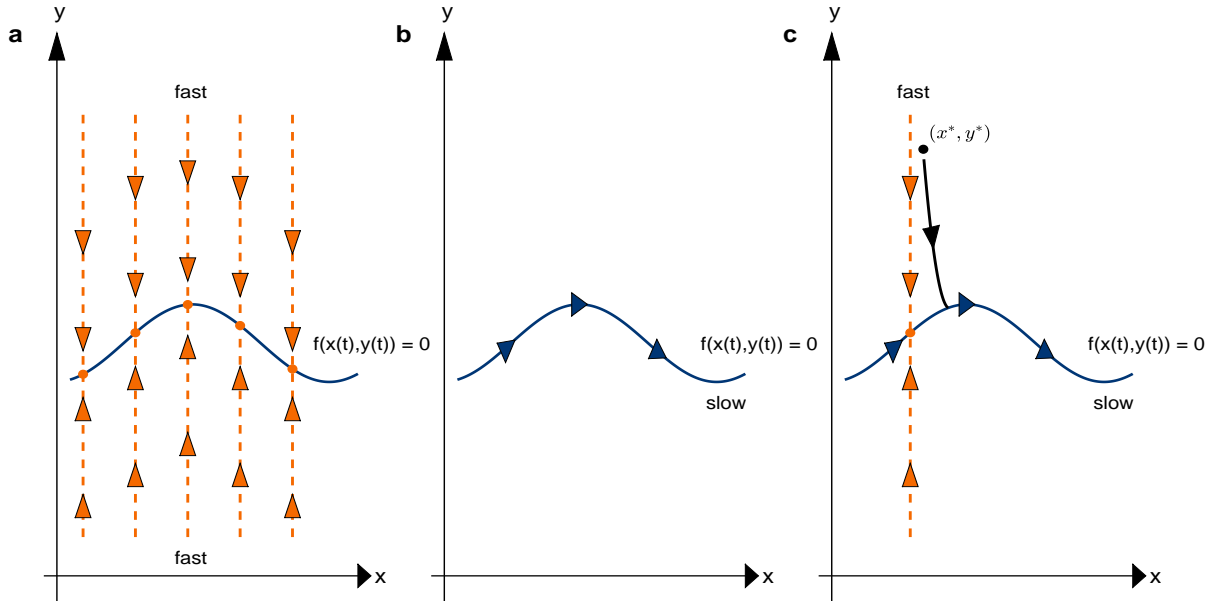 a
y
fast
f(x(t),y(t)) = 0
fast
x
b
y
f(x(t),y(t)) = 0
slow
x
c
y
fast
(x*, y*)
f(x(t),y(t)) = 0
slow
x